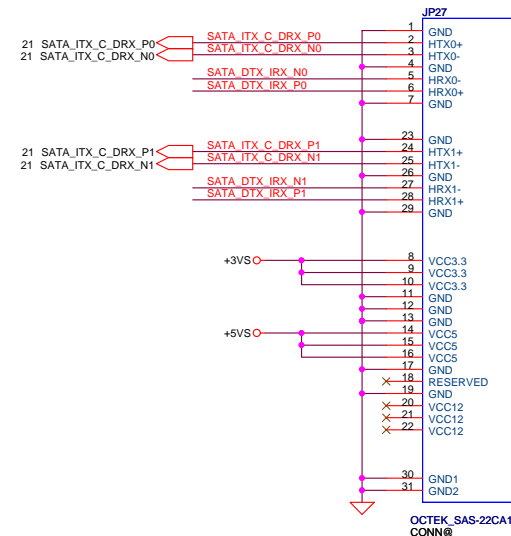 JP27
21 SATA_ITX_C_DRX_P0 SATA_ITX_C_DRX_P0 1 GND
21 SATA_ITX_C_DRX_N0 SATA_ITX_C_DRX_N0 2 HTX0+
3 HTX0-
4 GND
SATA_DTX_IRX_N0 5 HRX0-
SATA_DTX_IRX_P0 6 HRX0+
7 GND
23 GND
21 SATA_ITX_C_DRX_P1 SATA_ITX_C_DRX_P1 24 HTX1+
21 SATA_ITX_C_DRX_N1 SATA_ITX_C_DRX_N1 25 HTX1-
26 GND
SATA_DTX_IRX_N1 27 HRX1-
SATA_DTX_IRX_P1 28 HRX1+
29 GND
+3VS 8 VCC3.3
9 VCC3.3
10 VCC3.3
11 GND
12 GND
13 GND
+5VS 14 VCC5
15 VCC5
16 VCC5
17 GND
18 RESERVED
19 GND
20 VCC12
21 VCC12
22 VCC12
30 GND1
31 GND2
OCTEK_SAS-22CA1
CONN@